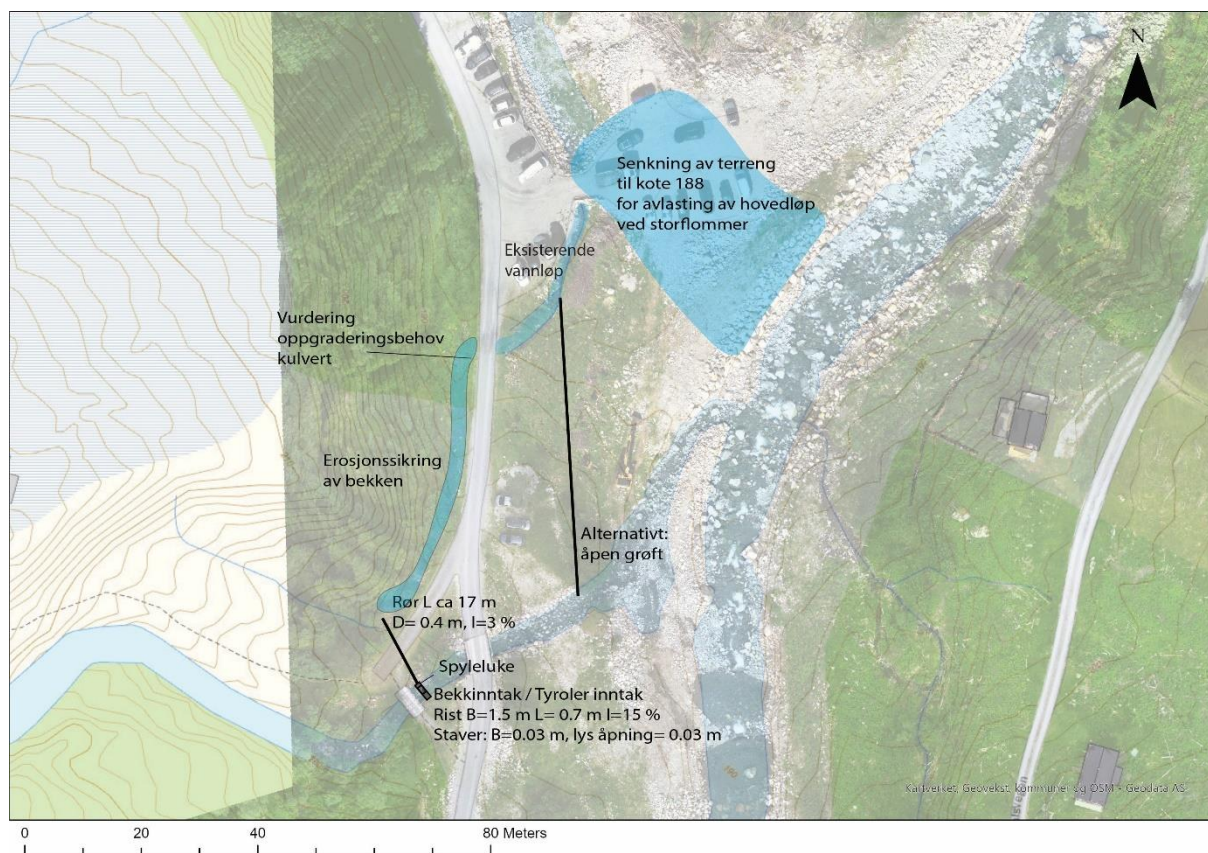 N
Senkning av terreng
til kote 188
for avlasting av hovedløp
ved storflommer
Eksisterende
vannløp
Vurdering
oppgraderingsbehov
kulvert
Erosjonssikring
av bekken
Alternativt:
åpen grøft
Rør L ca 17 m
D= 0.4 m, I=3 %
Spyleluke
Bekkinntak / Tyroler inntak
Rist B=1.5 m L= 0.7 m I=15 %
Staver: B=0.03 m, lys åpning= 0.03 m
Kartverket, Geovekst, kommuner og OSM - Geodata AS
0 20 40 80 Meters